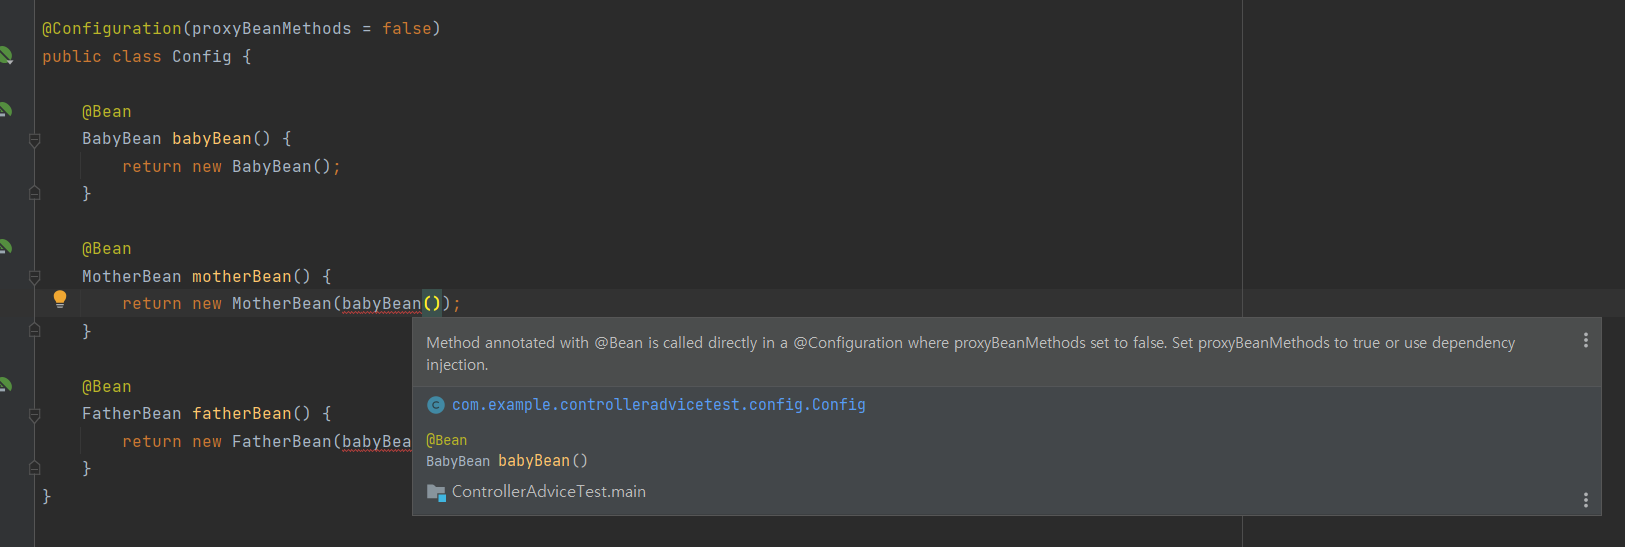 @Configuration(proxyBeanMethods = false)
public class Config {
@Bean
BabyBean babyBean() {
return new BabyBean();
}
@Bean
MotherBean motherBean() {
return new MotherBean(babyBean());
}
Method annotated with @Bean is called directly in a @Configuration where proxyBeanMethods set to false. Set proxyBeanMethods to true or use dependency
injection.
@Bean
FatherBean fatherBean() {
return new FatherBean(babyBea
}
}
com.example.controlleradvicetest.config.Config
@Bean
BabyBean babyBean()
ControllerAdviceTest.main